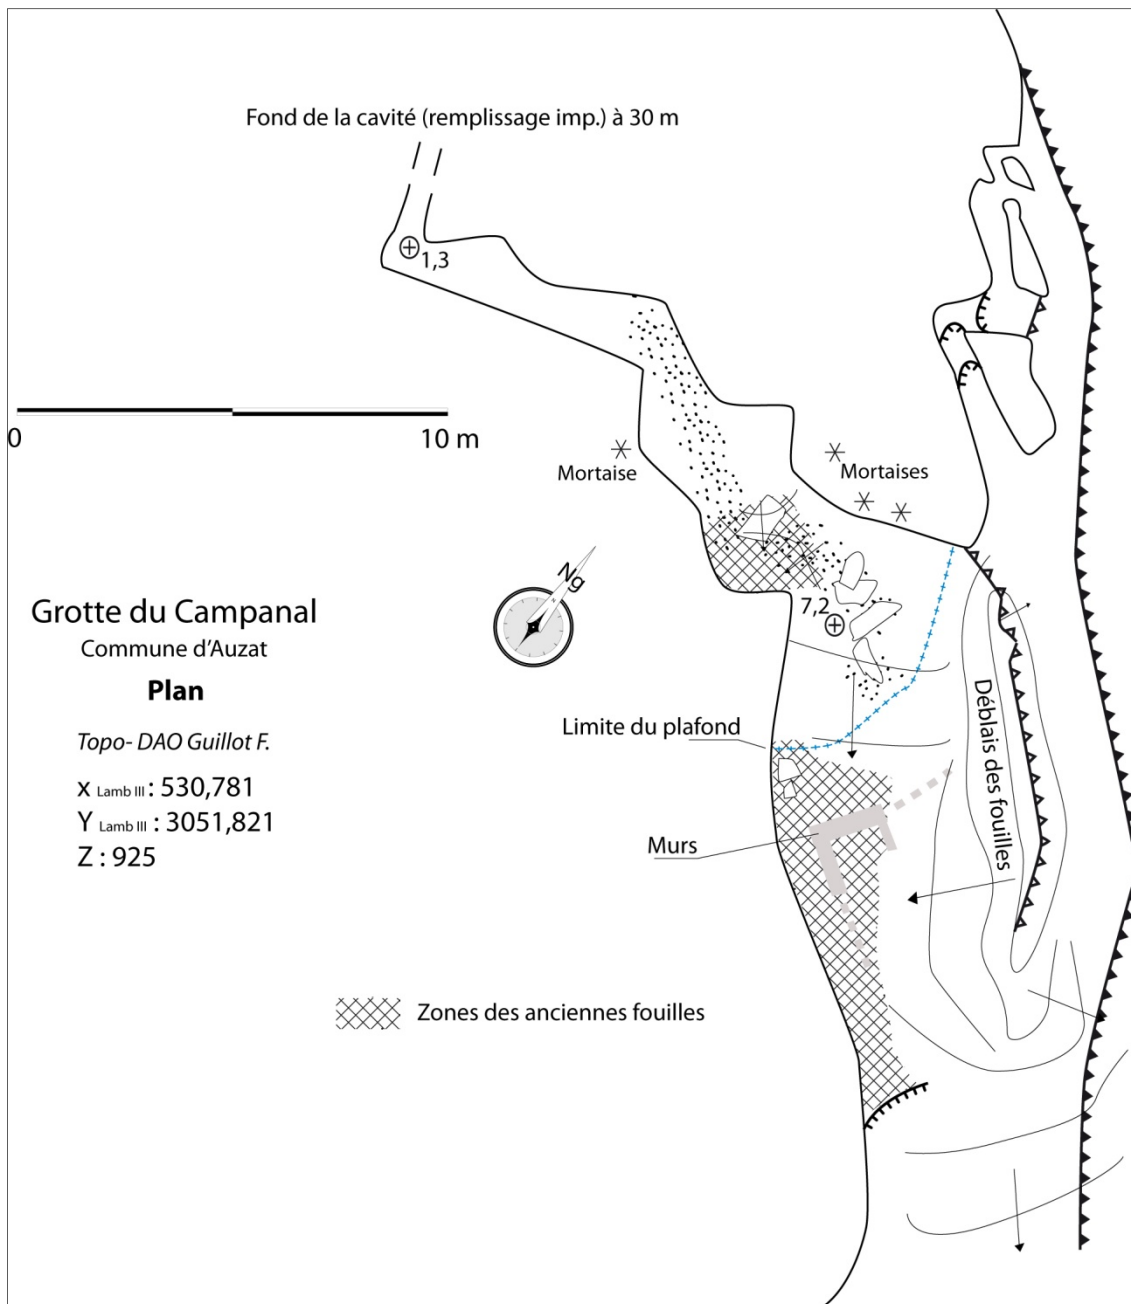 Fond de la cavité (remplissage imp.) à 30 m
1,3
0
10 m
Mortaise
Mortaises
Ng
7,2
Grotte du Campanal
Commune d'Auzat
Plan
Topo- DAO Guillot F.
x Lamb III : 530,781
Y Lamb III : 3051,821
Z : 925
Limite du plafond
Déblais des fouilles
Murs
Zones des anciennes fouilles